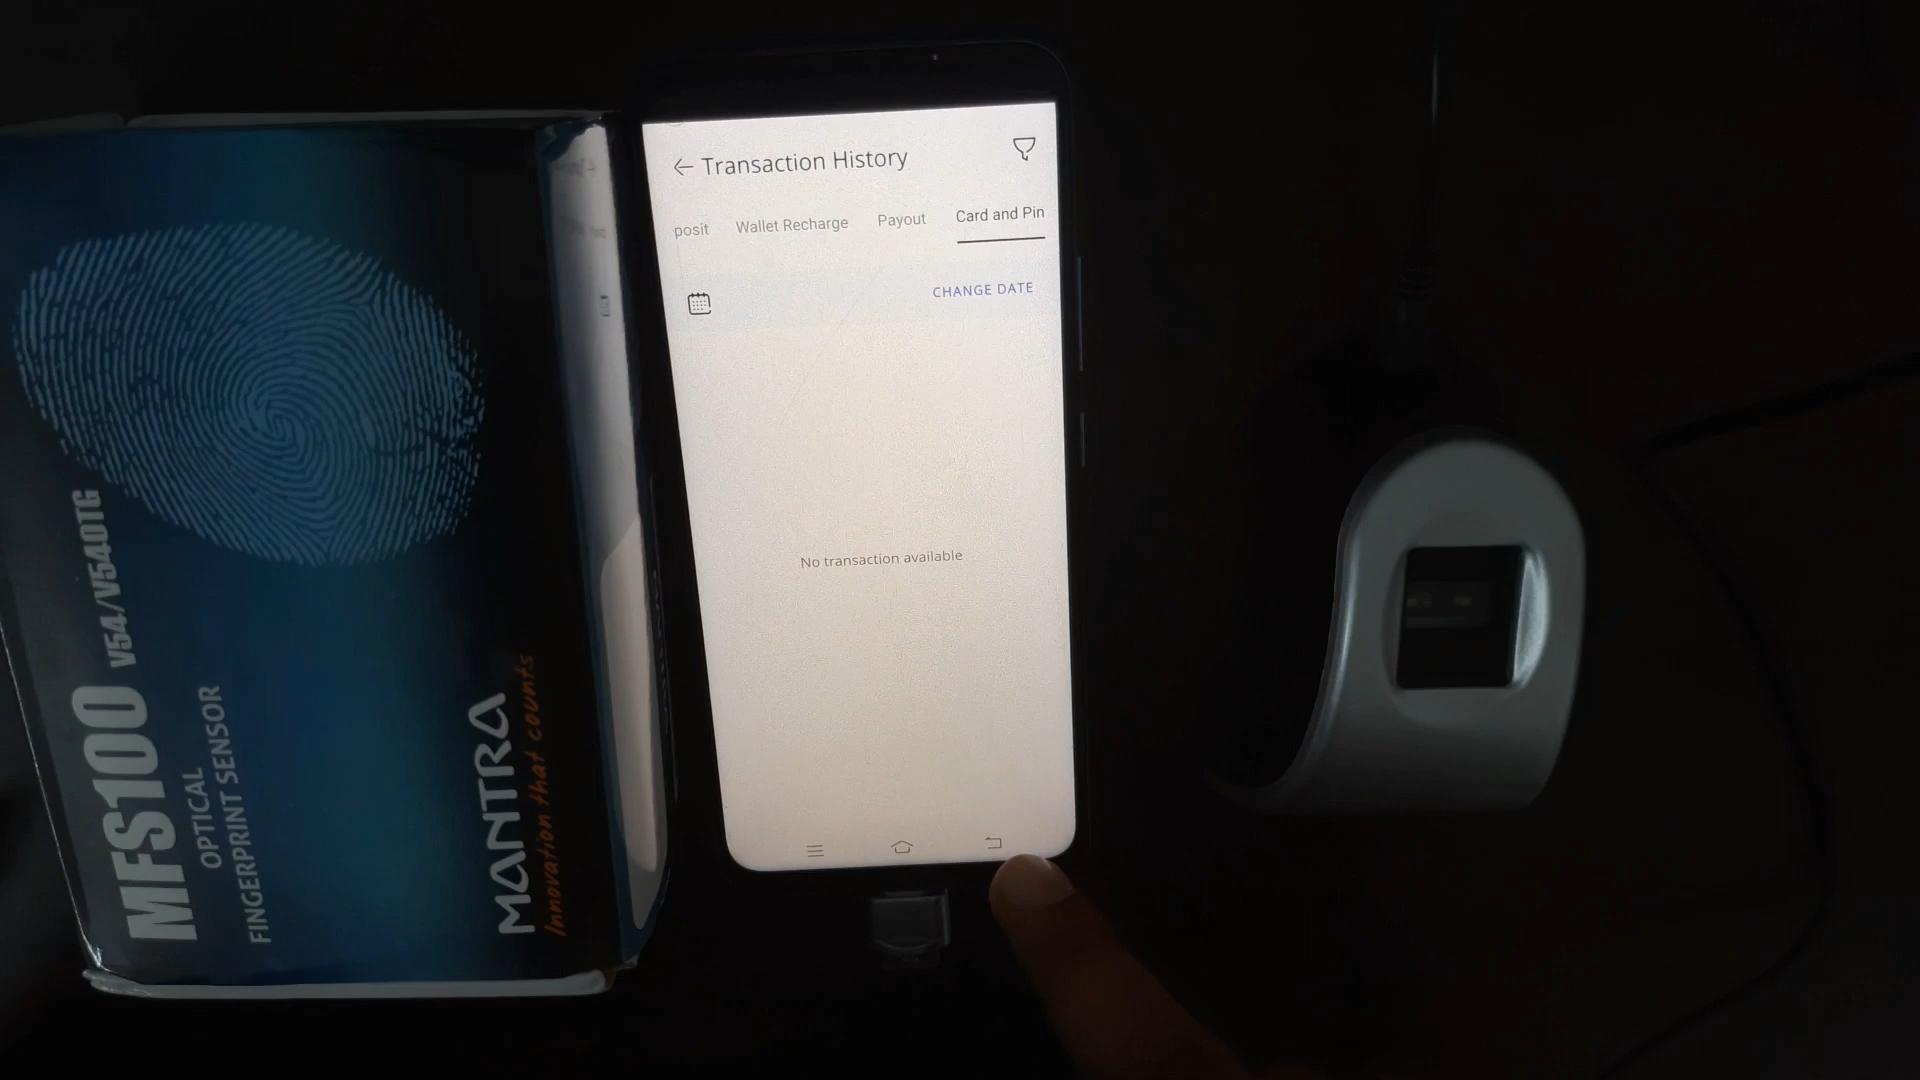 MFS100 V54/V54OTG
OPTICAL
FINGERPRINT SENSOR
MANTRA
Innovation that counts
Transaction History
posit Wallet Recharge Payout Card and Pin
CHANGE DATE
No transaction available